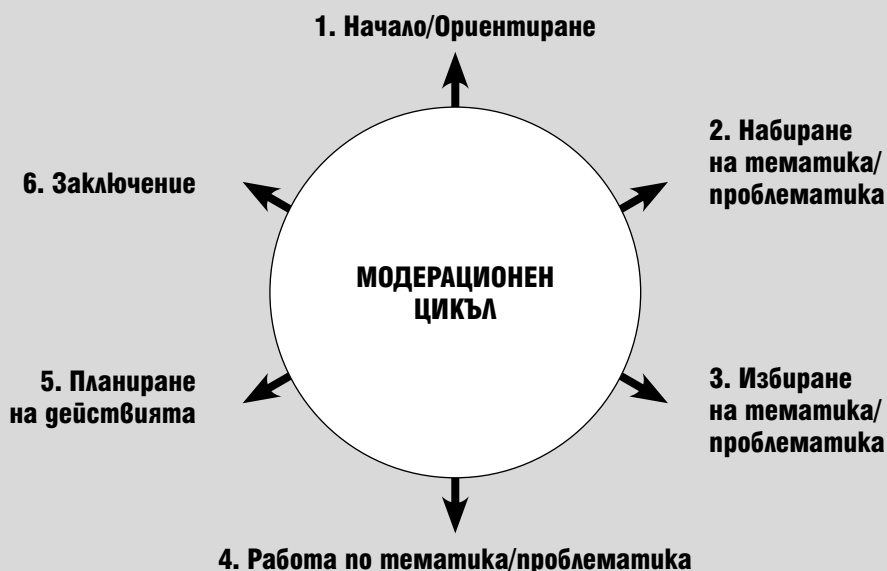 1. Начало/Ориентиране
2. Набиране
на тематика/
проблематика
6. Заключение
МОДЕРАЦИОНЕН
ЦИКЪЛ
5. Планиране
на действията
3. Избиране
на тематика/
проблематика
4. Работа по тематика/проблематика